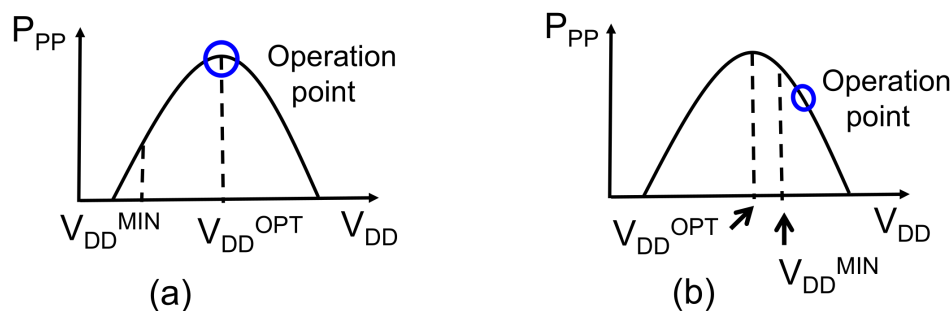 P_PP
Operation
point
V_DD^MIN
V_DD^OPT
V_DD
(a)
P_PP
Operation
point
V_DD^OPT
V_DD
V_DD^MIN
(b)